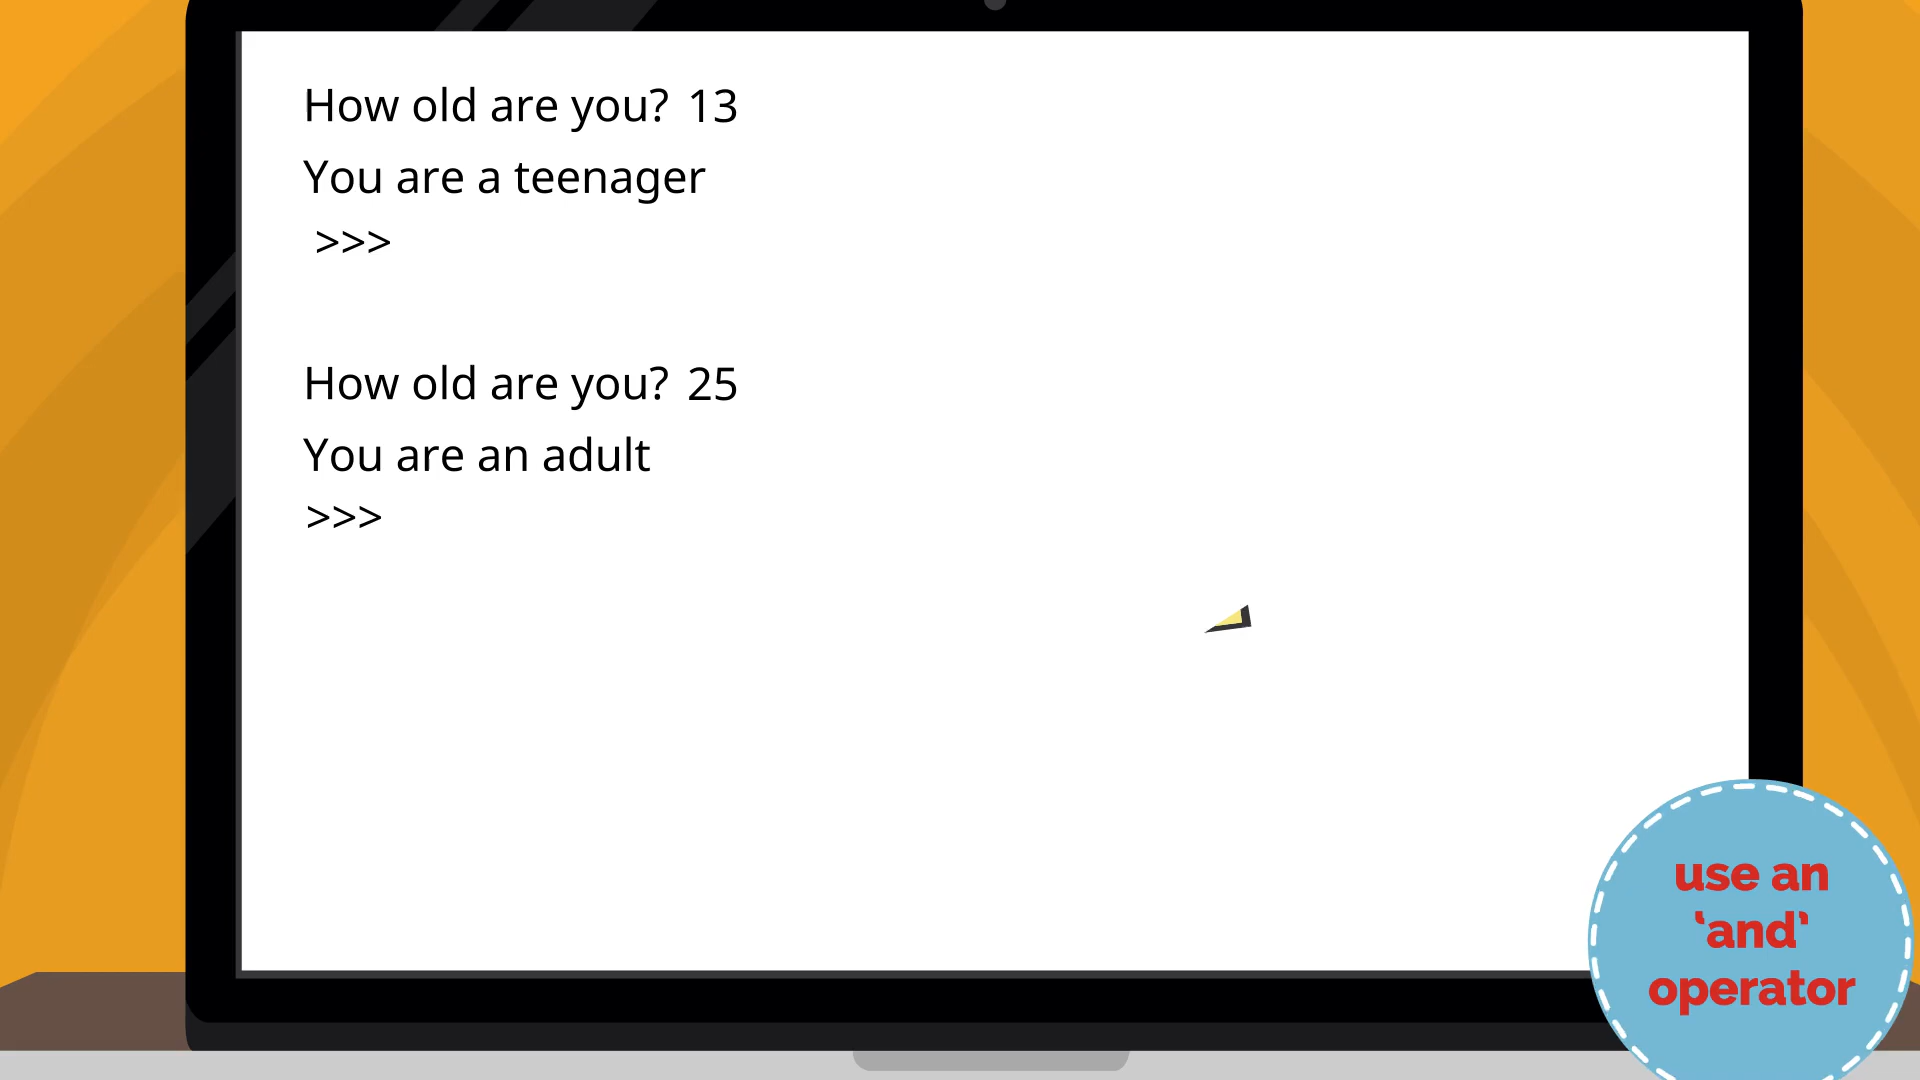 How old are you? 13
You are a teenager
>>>
How old are you? 25
You are an adult
>>>
use an
‘and’
operator